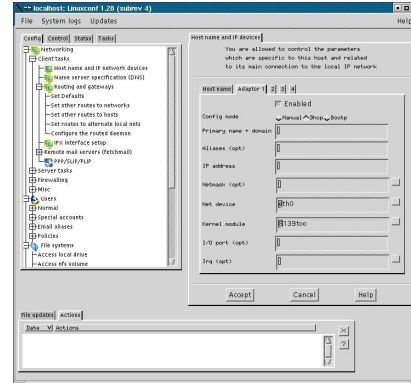 localhost: Linuxconf 1.28 (subrev 4)
File System logs Updates Help
Config Control Status Tasks
Networking
Client tasks
Host name and IP network devices
Name server specification (DNS)
Routing and gateways
Set Defaults
Set other routes to networks
Set other routes to hosts
Set routes to alternate local nets
Configure the routed daemon
IPX interface setup
Remote mail servers (fetchmail)
PPP/SLIP/PLIP
Server tasks
Firewalling
Misc
Users
Normal
Special accounts
Email aliases
Policies
File systems
Access local drive
Access nfs volume
Host name and IP devices
You are allowed to control the parameters
which are specific to this host and related
to its main connection to the local IP network
Host name Adaptor 1 2 3 4
Enabled
Config mode Manual Dhcp Bootp
Primary name + domain
Aliases (opt)
IP address
Netmask (opt)
Net device eth0
Kernel module 8139too
I/O port (opt)
Irq (opt)
Accept Cancel Help
File updates Actions
Date Actions
?